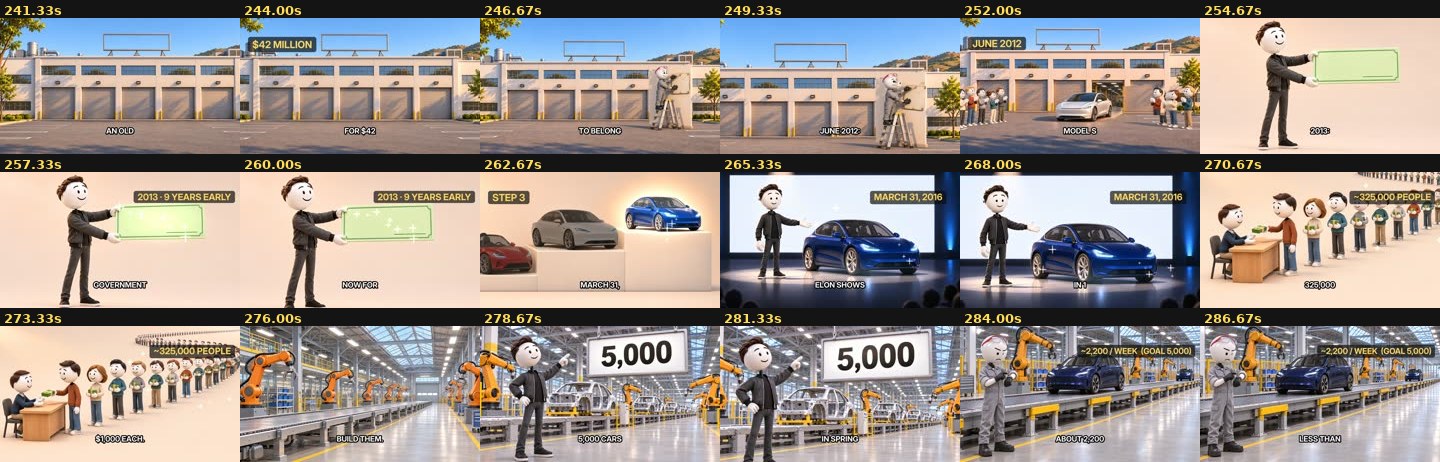 241.33s
AN OLD
244.00s
$42 MILLION
FOR $42
246.67s
TO BELONG
249.33s
JUNE 2012:
252.00s
JUNE 2012
MODEL S
254.67s
2013:
257.33s
2013 · 9 YEARS EARLY
GOVERNMENT
260.00s
2013 · 9 YEARS EARLY
NOW FOR
262.67s
STEP 3
MARCH 31,
265.33s
MARCH 31, 2016
ELON SHOWS
268.00s
MARCH 31, 2016
IN 1
270.67s
~325,000 PEOPLE
325,000
273.33s
~325,000 PEOPLE
$1,000 EACH.
276.00s
BUILD THEM.
278.67s
5,000
5,000 CARS
281.33s
5,000
IN SPRING
284.00s
~2,200 / WEEK (GOAL 5,000)
ABOUT 2,200
286.67s
~2,200 / WEEK (GOAL 5,000)
LESS THAN